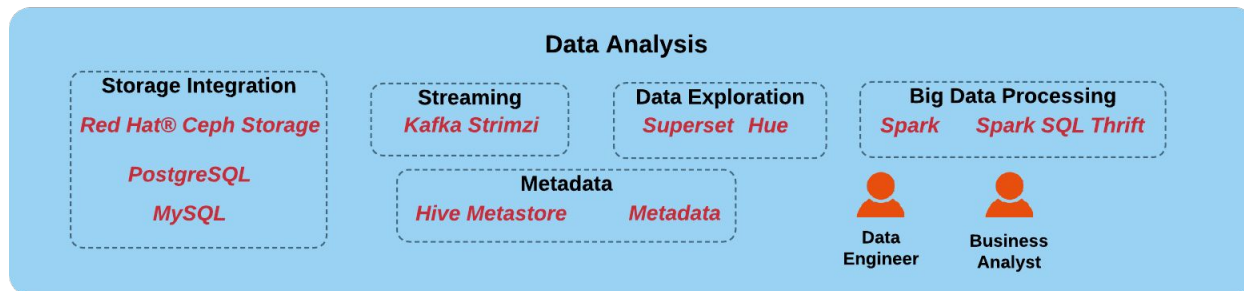 Data Analysis
Storage Integration
Red Hat® Ceph Storage
PostgreSQL
MySQL
Streaming
Kafka Strimzi
Data Exploration
Superset Hue
Big Data Processing
Spark Spark SQL Thrift
Metadata
Hive Metastore Metadata
Data
Engineer
Business
Analyst